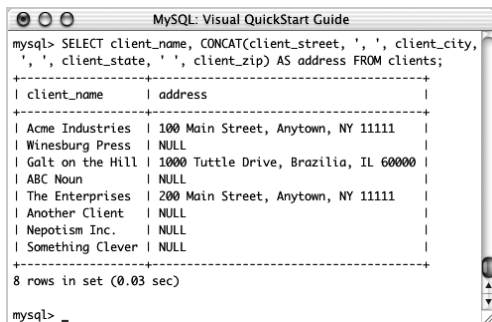 MySQL: Visual QuickStart Guide
mysql> SELECT client_name, CONCAT(client_street, ', ', client_city,
', ', client_state, ' ', client_zip) AS address FROM clients;
+------------------+------------------------------------+
| client_name | address |
+------------------+------------------------------------+
| Acme Industries | 100 Main Street, Anytown, NY 11111 |
| Winesburg Press | NULL |
| Galt on the Hill | 1000 Tuttle Drive, Brazilia, IL 60000 |
| ABC Noun | NULL |
| The Enterprises | 200 Main Street, Anytown, NY 11111 |
| Another Client | NULL |
| Nepotism Inc. | NULL |
| Something Clever | NULL |
+------------------+------------------------------------+
8 rows in set (0.03 sec)
mysql> _